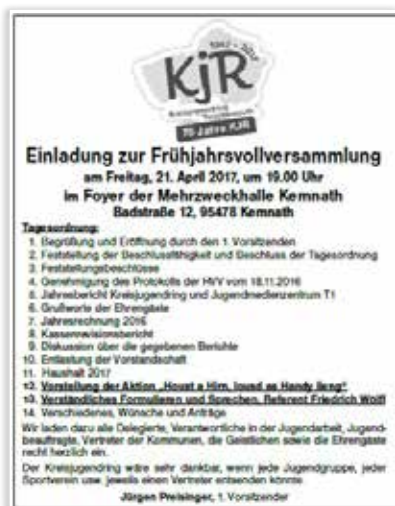 1947 - 2017
KjR
70 Jahre KJR
Einladung zur Frühjahrsvollversammlung
am Freitag, 21. April 2017, um 19.00 Uhr
im Foyer der Mehrzweckhalle Kemnath
Badstraße 12, 95478 Kemnath
Tagesordnung:
1. Begrüßung und Eröffnung durch den 1. Vorsitzenden
2. Feststellung der Beschlussfähigkeit und Beschluss der Tagesordnung
3. Feststellungsbeschlüsse
4. Genehmigung des Protokolls der HVV vom 18.11.2016
5. Jahresbericht Kreisjugendring und Jugendmedienzentrum T1
6. Grußworte der Ehrengäste
7. Jahresrechnung 2016
8. Kassenrevisionsbericht
9. Diskussion über die gegebenen Berichte
10. Entlastung der Vorstandschaft
11. Haushalt 2017
12. Vorstellung der Aktion „Houst a Hirn, lousd es Handy lieng“
13. Verständliches Formulieren und Sprechen, Referent Friedrich Wölfl
14. Verschiedenes, Wünsche und Anträge
Wir laden dazu alle Delegierte, Verantwortliche in der Jugendarbeit, Jugend-
beauftragte, Vertreter der Kommunen, die Geistlichen sowie die Ehrengäste
recht herzlich ein.
Der Kreisjugendring wäre sehr dankbar, wenn jede Jugendgruppe, jeder
Sportverein usw. jeweils einen Vertreter entsenden könnte.
Jürgen Preisinger, 1. Vorsitzender